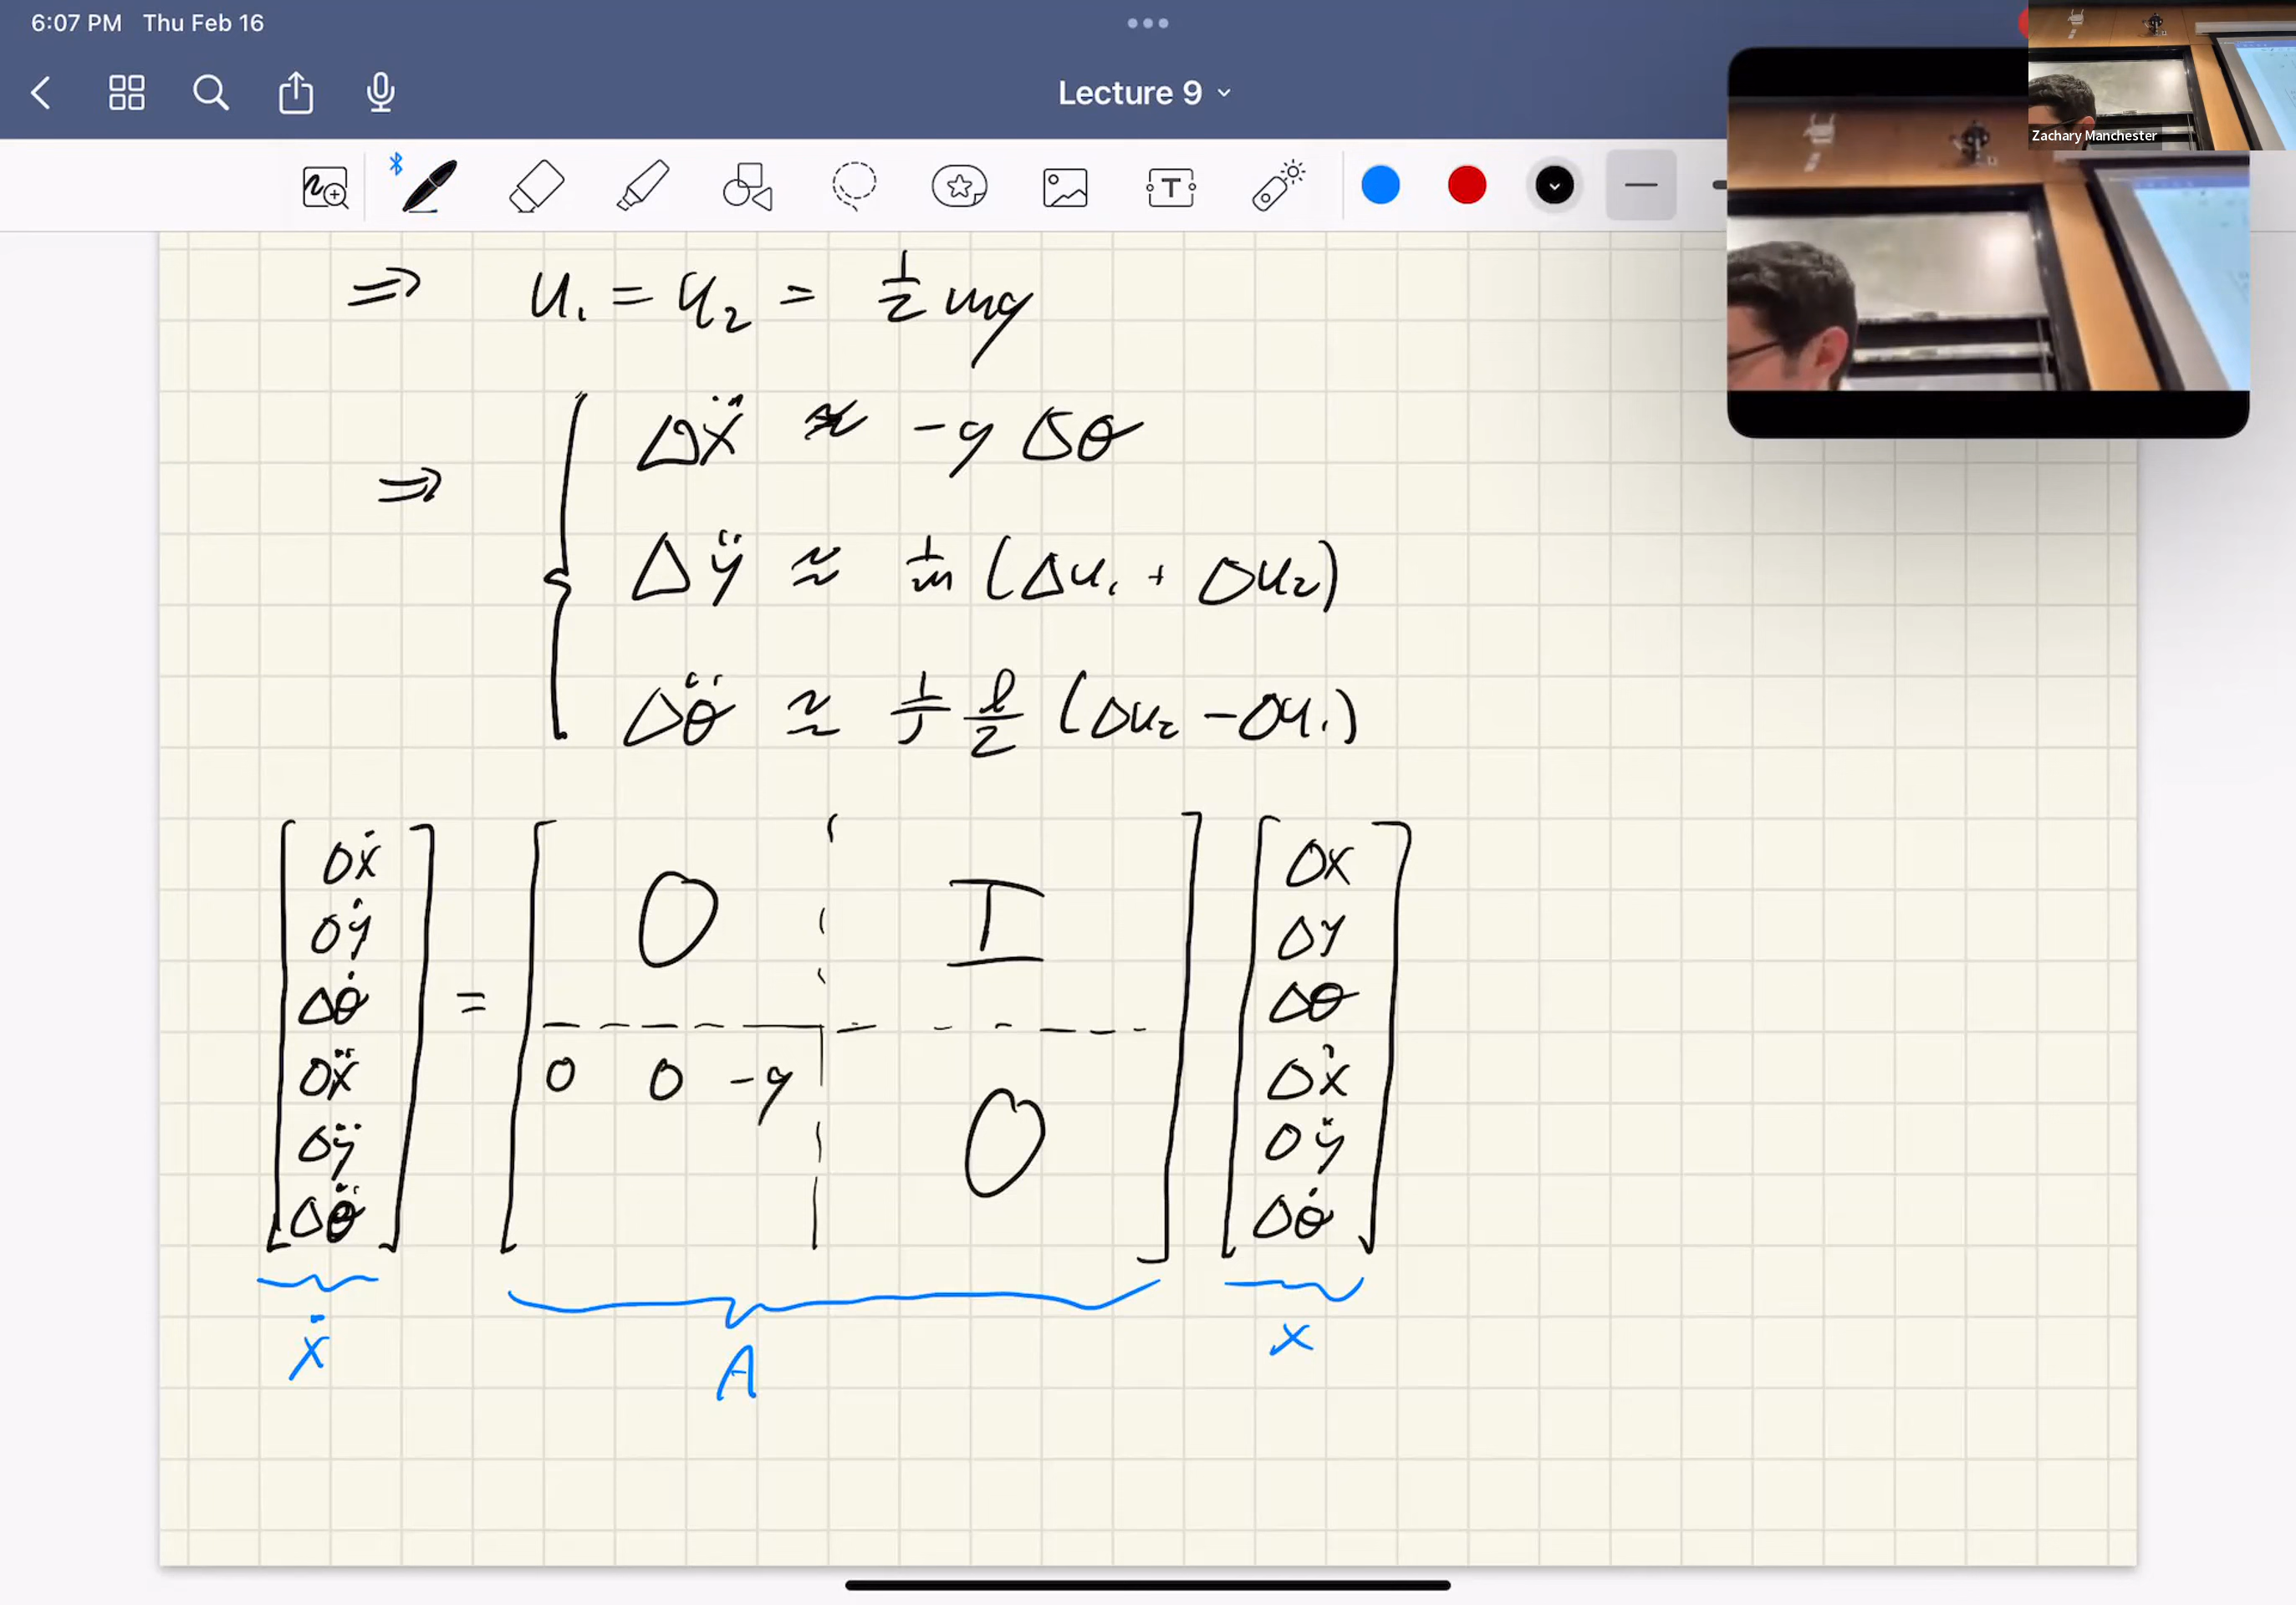 6:07 PM Thu Feb 16
Lecture 9
T
Zachary Manchester
⇒ u₁ = u₂ = ½ mg
⇒ { Δẍ ≈ -g Δθ
Δÿ ≈ 1/m (Δu₁ + Δu₂)
Δθ̈ ≈ 1/J l/2 (Δu₂ - Δu₁)
Δẋ 0 I Δx
Δẏ Δy
Δθ̇ = Δθ
Δẍ 0 0 -g 0 Δẋ
Δÿ Δẏ
Δθ̈ Δθ̇
ẋ A x